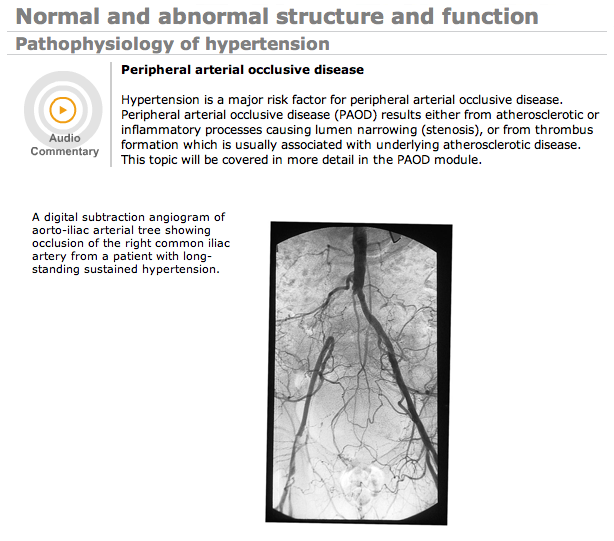 Normal and abnormal structure and function
Pathophysiology of hypertension
Peripheral arterial occlusive disease
Audio
Commentary
Hypertension is a major risk factor for peripheral arterial occlusive disease.
Peripheral arterial occlusive disease (PAOD) results either from atherosclerotic or
inflammatory processes causing lumen narrowing (stenosis), or from thrombus
formation which is usually associated with underlying atherosclerotic disease.
This topic will be covered in more detail in the PAOD module.
A digital subtraction angiogram of
aorto-iliac arterial tree showing
occlusion of the right common iliac
artery from a patient with long-
standing sustained hypertension.